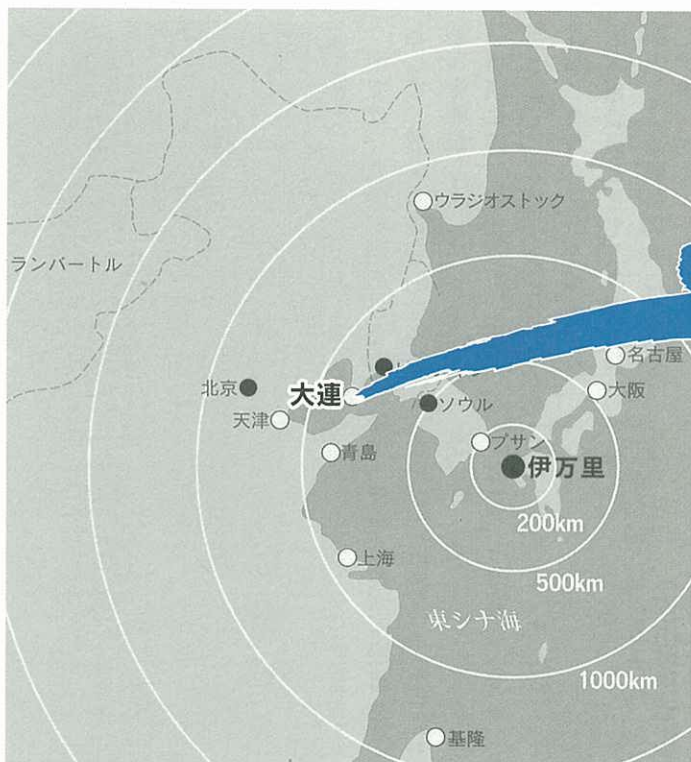 ウラジオストック
ランバートル
名古屋
北京
大連
大阪
天津
ソウル
青島
プサン
伊万里
200km
上海
500km
東シナ海
1000km
基隆